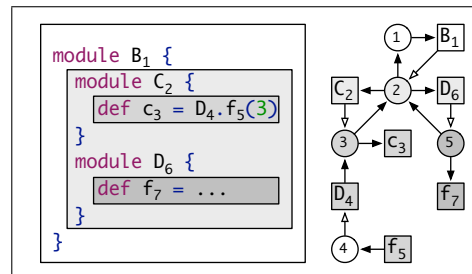 module B₁ {
module C₂ {
def c₃ = D₄.f₅(3)
}
module D₆ {
def f₇ = ...
}
}
1 B₁
C₂ 2 D₆
3 c₃ 5
D₄ f₇
4 f₅